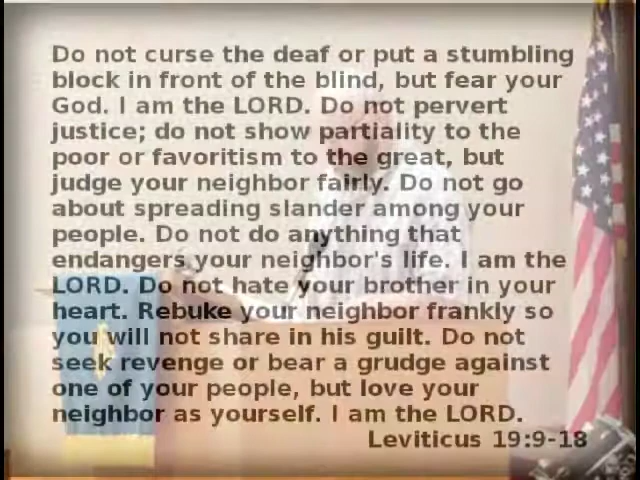 Do not curse the deaf or put a stumbling
block in front of the blind, but fear your
God. I am the LORD. Do not pervert
justice; do not show partiality to the
poor or favoritism to the great, but
judge your neighbor fairly. Do not go
about spreading slander among your
people. Do not do anything that
endangers your neighbor's life. I am the
LORD. Do not hate your brother in your
heart. Rebuke your neighbor frankly so
you will not share in his guilt. Do not
seek revenge or bear a grudge against
one of your people, but love your
neighbor as yourself. I am the LORD.
Leviticus 19:9-18